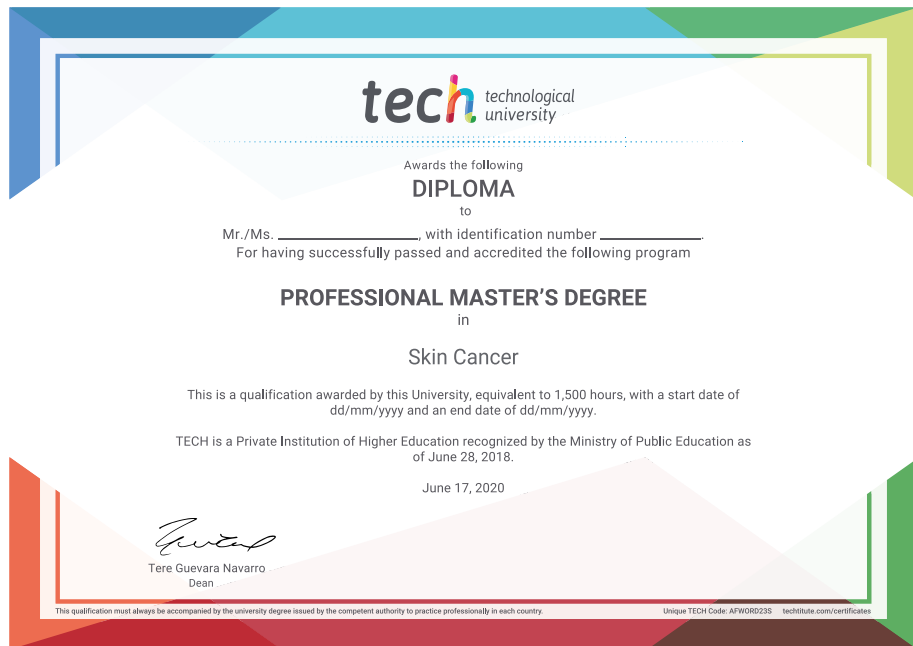 tech technological
university
Awards the following
DIPLOMA
to
Mr./Ms. ____________________, with identification number ______________.
For having successfully passed and accredited the following program
PROFESSIONAL MASTER'S DEGREE
in
Skin Cancer
This is a qualification awarded by this University, equivalent to 1,500 hours, with a start date of
dd/mm/yyyy and an end date of dd/mm/yyyy.
TECH is a Private Institution of Higher Education recognized by the Ministry of Public Education as
of June 28, 2018.
June 17, 2020
Tere Guevara Navarro
Dean
This qualification must always be accompanied by the university degree issued by the competent authority to practice professionally in each country.
Unique TECH Code: AFWORD23S techtitute.com/certificates